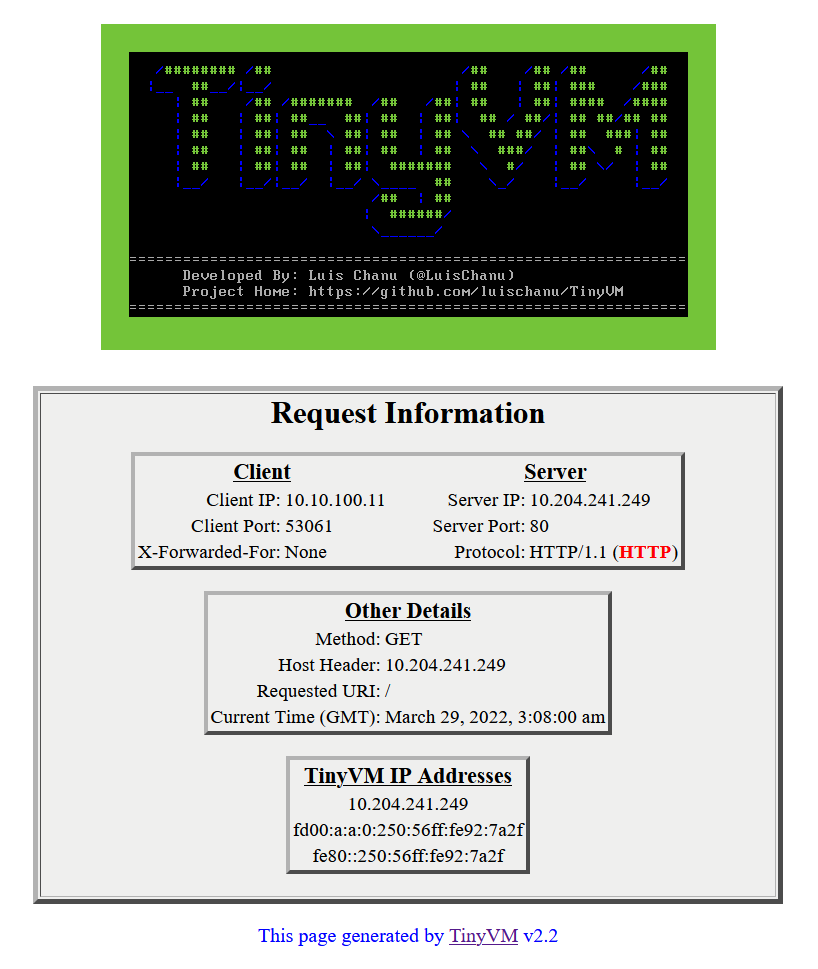 TinyVM
Developed By: Luis Chanu (@LuisChanu)
Project Home: https://github.com/luischanu/TinyVM
Request Information
Client Server
Client IP: 10.10.100.11 Server IP: 10.204.241.249
Client Port: 53061 Server Port: 80
X-Forwarded-For: None Protocol: HTTP/1.1 (HTTP)
Other Details
Method: GET
Host Header: 10.204.241.249
Requested URI: /
Current Time (GMT): March 29, 2022, 3:08:00 am
TinyVM IP Addresses
10.204.241.249
fd00:a:a:0:250:56ff:fe92:7a2f
fe80::250:56ff:fe92:7a2f
This page generated by TinyVM v2.2